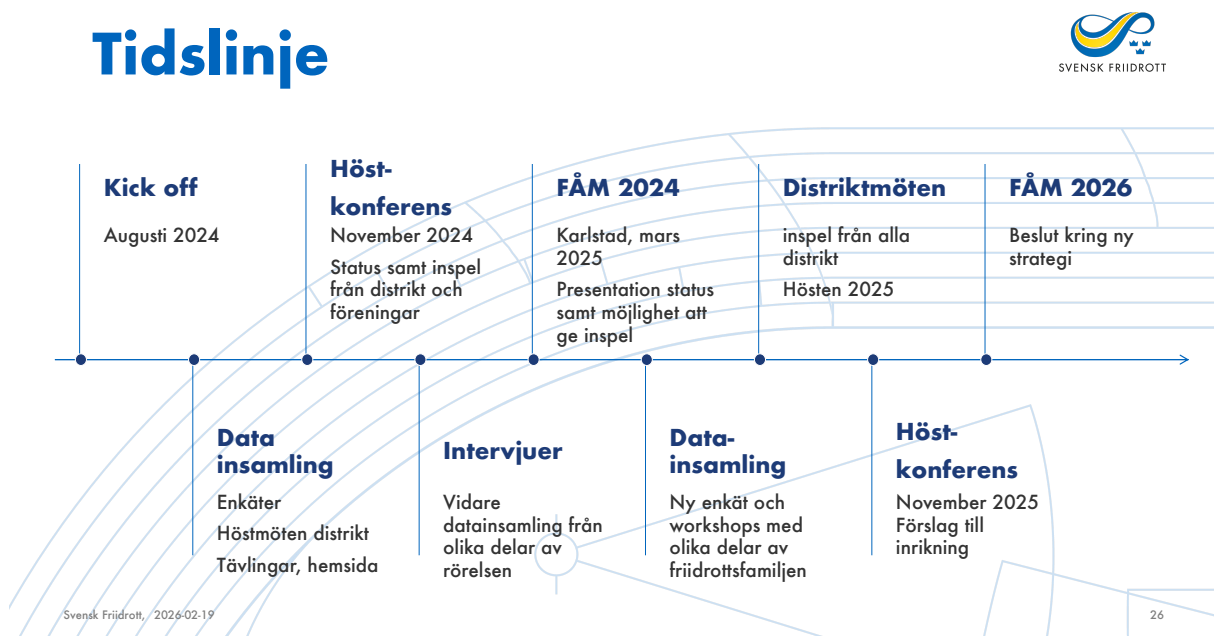 Tidslinje
SVENSK FRIIDROTT
Kick off
Augusti 2024
Höst-
konferens
November 2024
Status samt inspel
från distrikt och
föreningar
FÅM 2024
Karlstad, mars
2025
Presentation status
samt möjlighet att
ge inspel
Distriktmöten
inspel från alla
distrikt
Hösten 2025
FÅM 2026
Beslut kring ny
strategi
Data
insamling
Enkäter
Höstmöten distrikt
Tävlingar, hemsida
Intervjuer
Vidare
datainsamling från
olika delar av
rörelsen
Data-
insamling
Ny enkät och
workshops med
olika delar av
friidrottsfamiljen
Höst-
konferens
November 2025
Förslag till
inrikning
Svensk Friidrott, 2026-02-19
26